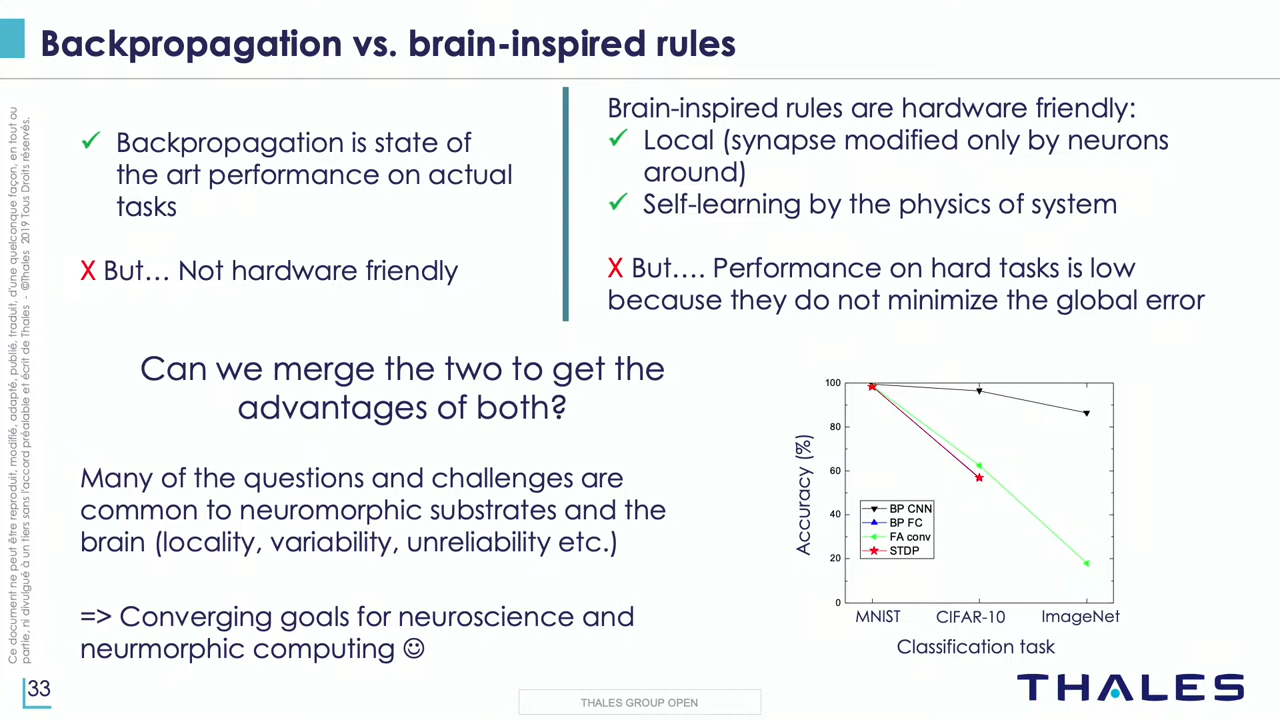 Backpropagation vs. brain-inspired rules
✓ Backpropagation is state of
the art performance on actual
tasks
X But… Not hardware friendly
Brain-inspired rules are hardware friendly:
✓ Local (synapse modified only by neurons
around)
✓ Self-learning by the physics of system
X But…. Performance on hard tasks is low
because they do not minimize the global error
Can we merge the two to get the
advantages of both?
Many of the questions and challenges are
common to neuromorphic substrates and the
brain (locality, variability, unreliability etc.)
=> Converging goals for neuroscience and
neurmorphic computing ☺
Accuracy (%)
100
80
60
40
20
0
BP CNN
BP FC
FA conv
STDP
MNIST CIFAR-10 ImageNet
Classification task
Ce document ne peut être reproduit, modifié, adapté, publié, traduit, d'une quelconque façon, en tout ou
partie, ni divulgué à un tiers sans l'accord préalable et écrit de Thales - ©Thales 2019 Tous Droits réservés.
33
THALES GROUP OPEN
THALES